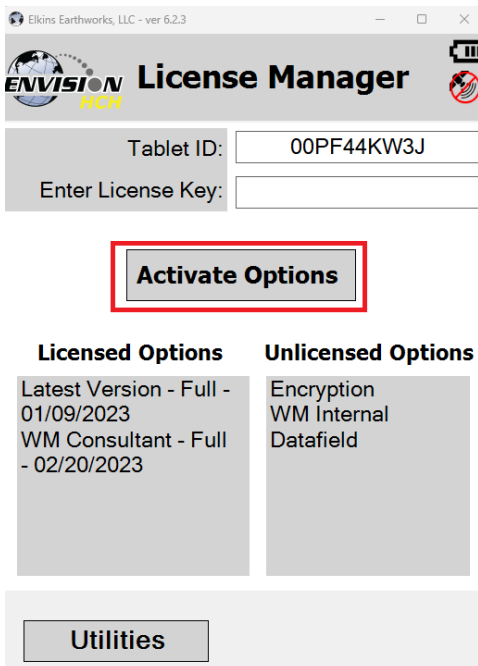 Elkins Earthworks, LLC - ver 6.2.3
ENVISION
HCH
License Manager
Tablet ID: 00PF44KW3J
Enter License Key:
Activate Options
Licensed Options
Latest Version - Full -
01/09/2023
WM Consultant - Full
- 02/20/2023
Unlicensed Options
Encryption
WM Internal
Datafield
Utilities